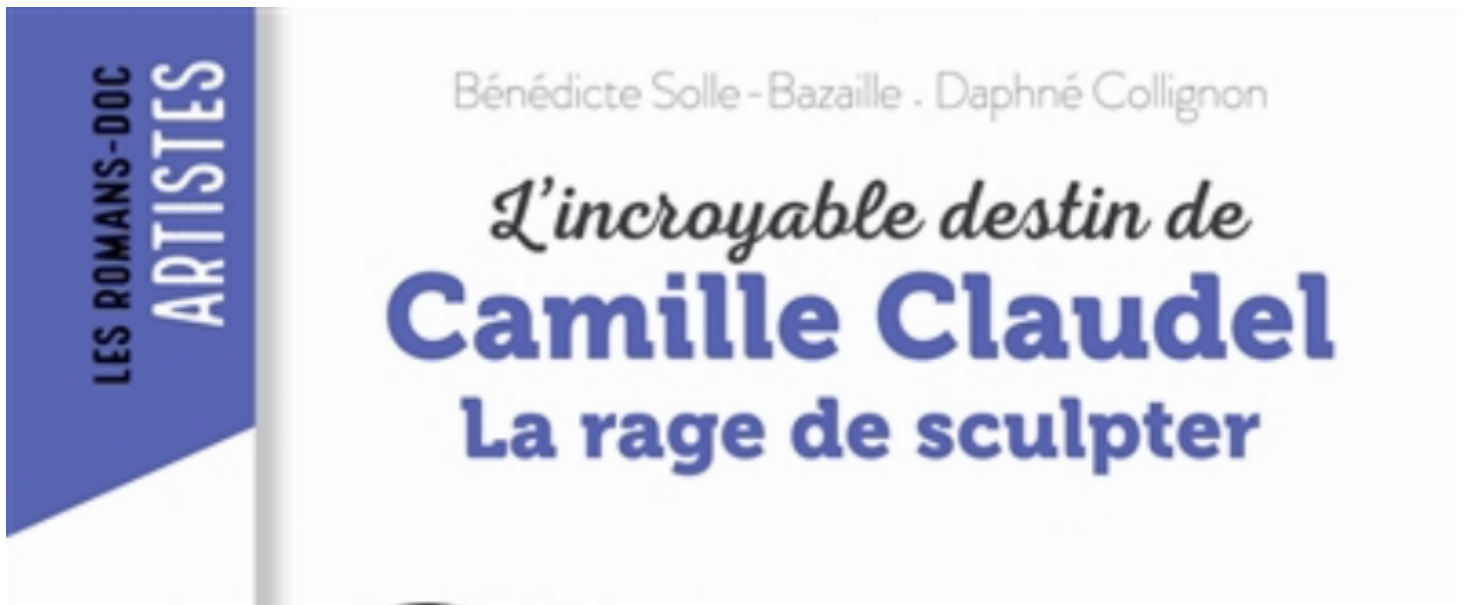 LES ROMANS-DOC
ARTISTES
Bénédicte Solle-Bazaille . Daphné Collignon
L'incroyable destin de
Camille Claudel
La rage de sculpter